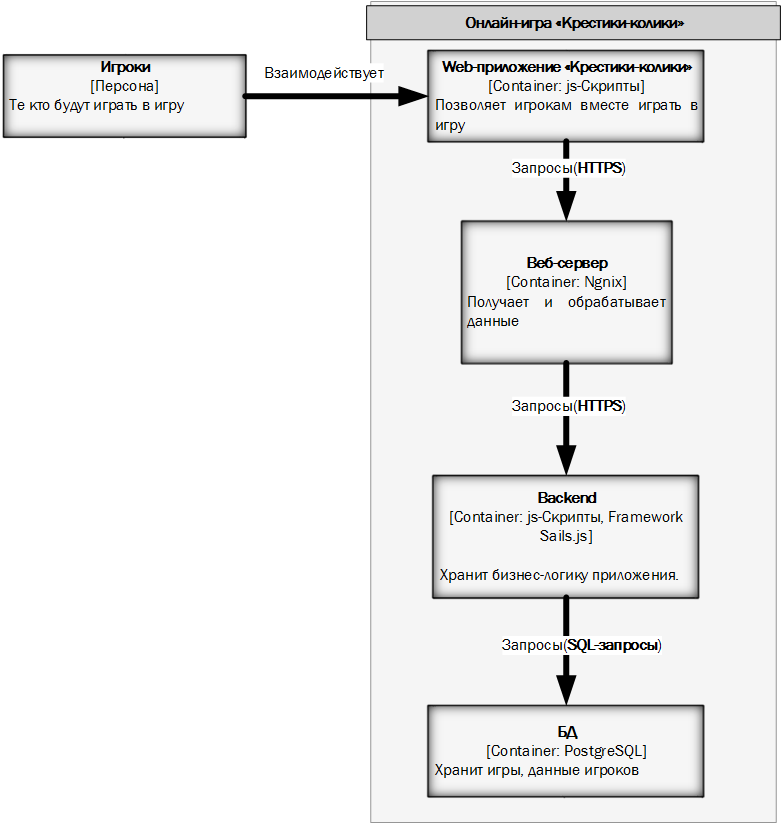 Онлайн-игра «Крестики-колики»
Игроки
[Персона]
Те кто будут играть в игру
Взаимодействует
Web-приложение «Крестики-колики»
[Container: js-Скрипты]
Позволяет игрокам вместе играть в
игру
Запросы(HTTPS)
Веб-сервер
[Container: Ngnix]
Получает и обрабатывает
данные
Запросы(HTTPS)
Backend
[Container: js-Скрипты, Framework
Sails.js]
Хранит бизнес-логику приложения.
Запросы(SQL-запросы)
БД
[Container: PostgreSQL]
Хранит игры, данные игроков